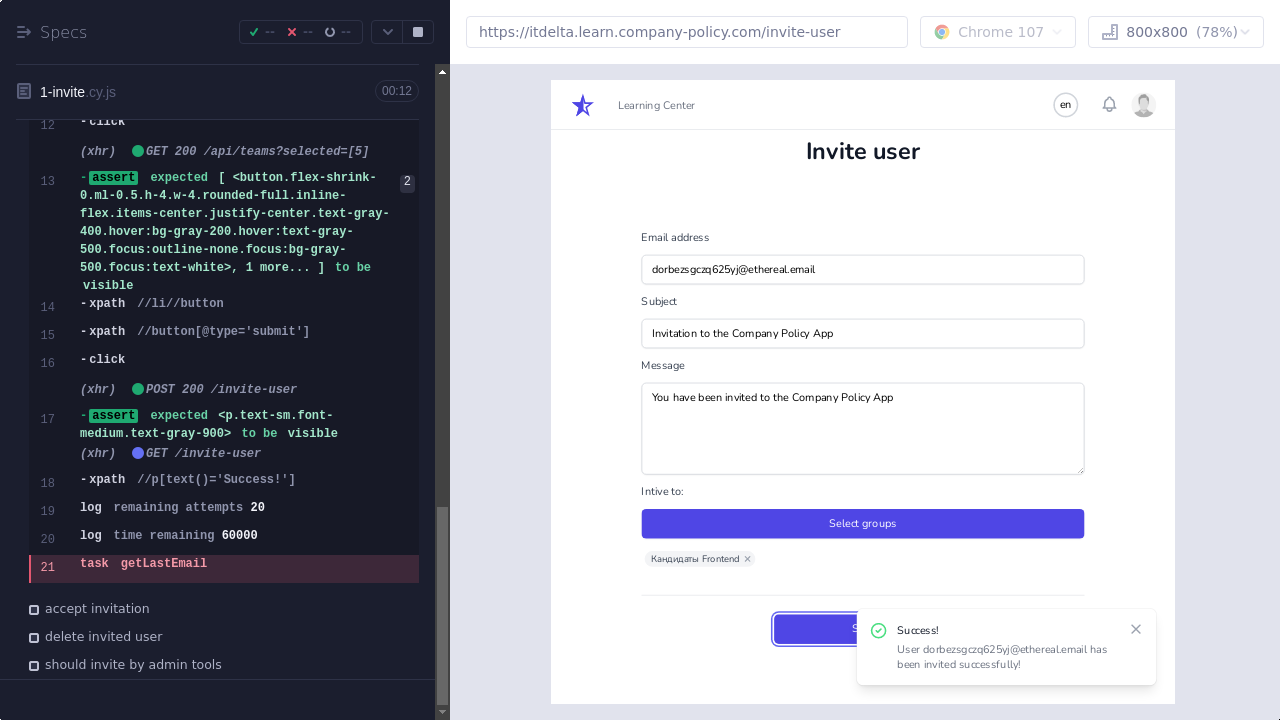 Specs
--
--
--
https://itdelta.learn.company-policy.com/invite-user
Chrome 107
800x800 (78%)
1-invite.cy.js
00:12
12 -click
(xhr) GET 200 /api/teams?selected=[5]
13 -assert expected [ <button.flex-shrink-
0.ml-0.5.h-4.w-4.rounded-full.inline-
flex.items-center.justify-center.text-gray-
400.hover:bg-gray-200.hover:text-gray-
500.focus:outline-none.focus:bg-gray-
500.focus:text-white>, 1 more... ] to be
visible
2
14 -xpath //li//button
15 -xpath //button[@type='submit']
16 -click
(xhr) POST 200 /invite-user
17 -assert expected <p.text-sm.font-
medium.text-gray-900> to be visible
(xhr) GET /invite-user
18 -xpath //p[text()='Success!']
19 log remaining attempts 20
20 log time remaining 60000
21 task getLastEmail
accept invitation
delete invited user
should invite by admin tools
Learning Center
en
Invite user
Email address
dorbezsgczq625yj@ethereal.email
Subject
Invitation to the Company Policy App
Message
You have been invited to the Company Policy App
Intive to:
Select groups
Кандидаты Frontend
Success!
User dorbezsgczq625yj@ethereal.email has
been invited successfully!